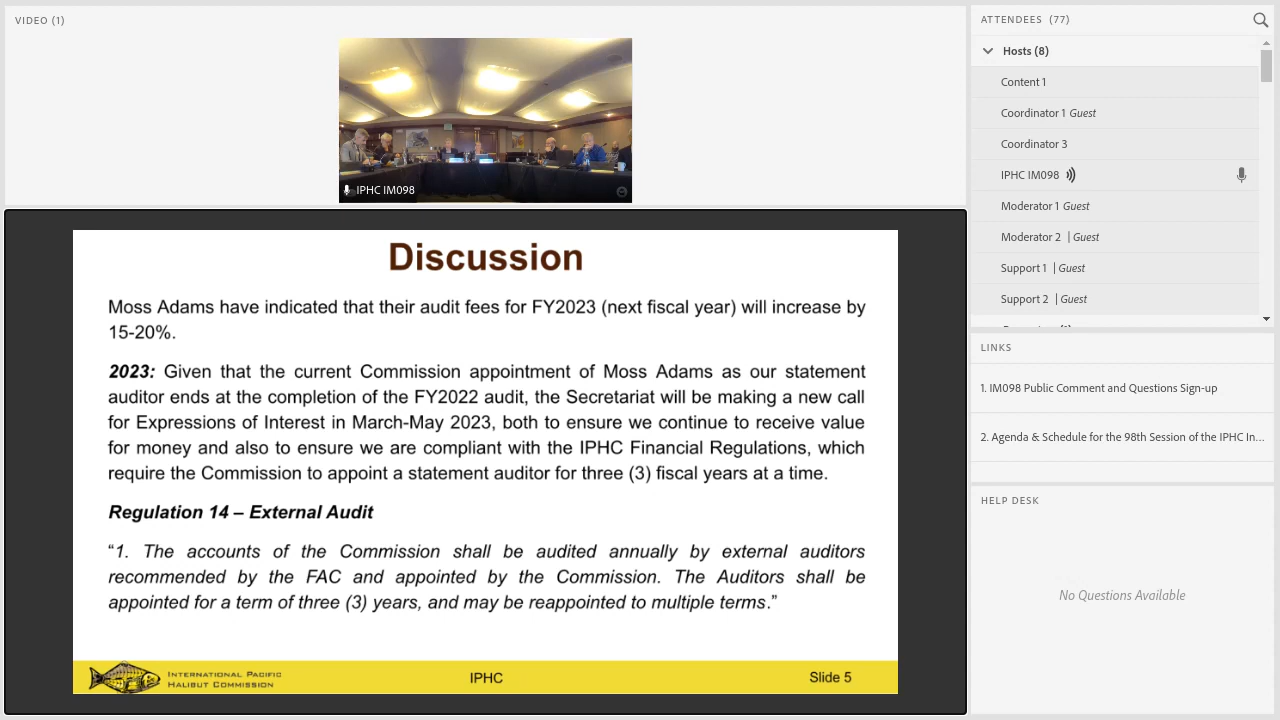 VIDEO (1)
IPHC IM098
Discussion
Moss Adams have indicated that their audit fees for FY2023 (next fiscal year) will increase by
15-20%.
2023: Given that the current Commission appointment of Moss Adams as our statement
auditor ends at the completion of the FY2022 audit, the Secretariat will be making a new call
for Expressions of Interest in March-May 2023, both to ensure we continue to receive value
for money and also to ensure we are compliant with the IPHC Financial Regulations, which
require the Commission to appoint a statement auditor for three (3) fiscal years at a time.
Regulation 14 – External Audit
“1. The accounts of the Commission shall be audited annually by external auditors
recommended by the FAC and appointed by the Commission. The Auditors shall be
appointed for a term of three (3) years, and may be reappointed to multiple terms.”
INTERNATIONAL PACIFIC
HALIBUT COMMISSION
IPHC
Slide 5
ATTENDEES (77)
Hosts (8)
Content 1
Coordinator 1 Guest
Coordinator 3
IPHC IM098
Moderator 1 Guest
Moderator 2 | Guest
Support 1 | Guest
Support 2 | Guest
LINKS
1. IM098 Public Comment and Questions Sign-up
2. Agenda & Schedule for the 98th Session of the IPHC In...
HELP DESK
No Questions Available